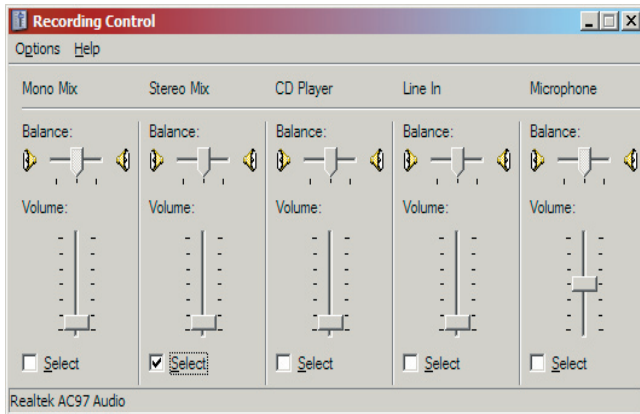 Recording Control
Options Help
Mono Mix Stereo Mix CD Player Line In Microphone
Balance: Balance: Balance: Balance: Balance:
Volume: Volume: Volume: Volume: Volume:
Select Select Select Select Select
Realtek AC97 Audio